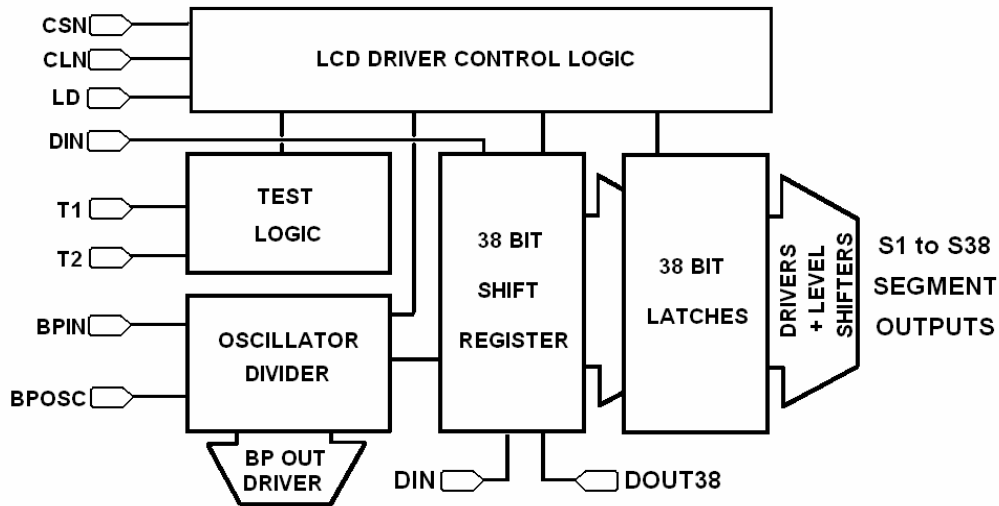 CSN
CLN
LD
LCD DRIVER CONTROL LOGIC
DIN
T1
T2
TEST
LOGIC
BPIN
BPOSC
OSCILLATOR
DIVIDER
BP OUT
DRIVER
38 BIT
SHIFT
REGISTER
DIN
DOUT38
38 BIT
LATCHES
DRIVERS
+ LEVEL
SHIFTERS
S1 to S38
SEGMENT
OUTPUTS